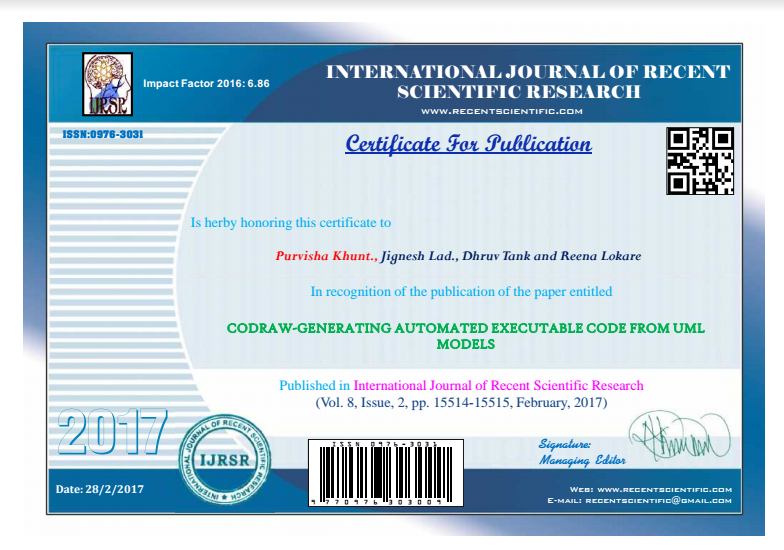 IJRSR
Impact Factor 2016: 6.86
INTERNATIONAL JOURNAL OF RECENT
SCIENTIFIC RESEARCH
WWW.RECENTSCIENTIFIC.COM
ISSN:0976-3031
Certificate For Publication
Is herby honoring this certificate to
Purvisha Khunt., Jignesh Lad., Dhruv Tank and Reena Lokare
In recognition of the publication of the paper entitled
CODRAW-GENERATING AUTOMATED EXECUTABLE CODE FROM UML
MODELS
Published in International Journal of Recent Scientific Research
(Vol. 8, Issue, 2, pp. 15514-15515, February, 2017)
2017
INTERNATIONAL JOURNAL OF RECENT SCIENTIFIC RESEARCH
IJRSR
ISSN 0976-3031
9 770976 303009
Signature:
Managing Editor
Date: 28/2/2017
WEB: WWW.RECENTSCIENTIFIC.COM
E-MAIL: RECENTSCIENTIFIC@GMAIL.COM